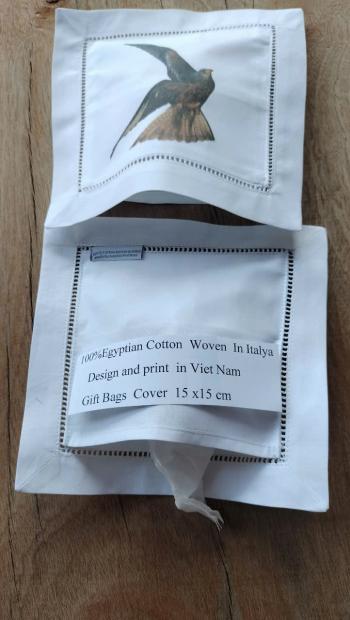 100%Egyptian Cotton Woven In Italya
Design and print in Viet Nam
Gift Bags Cover 15 x15 cm